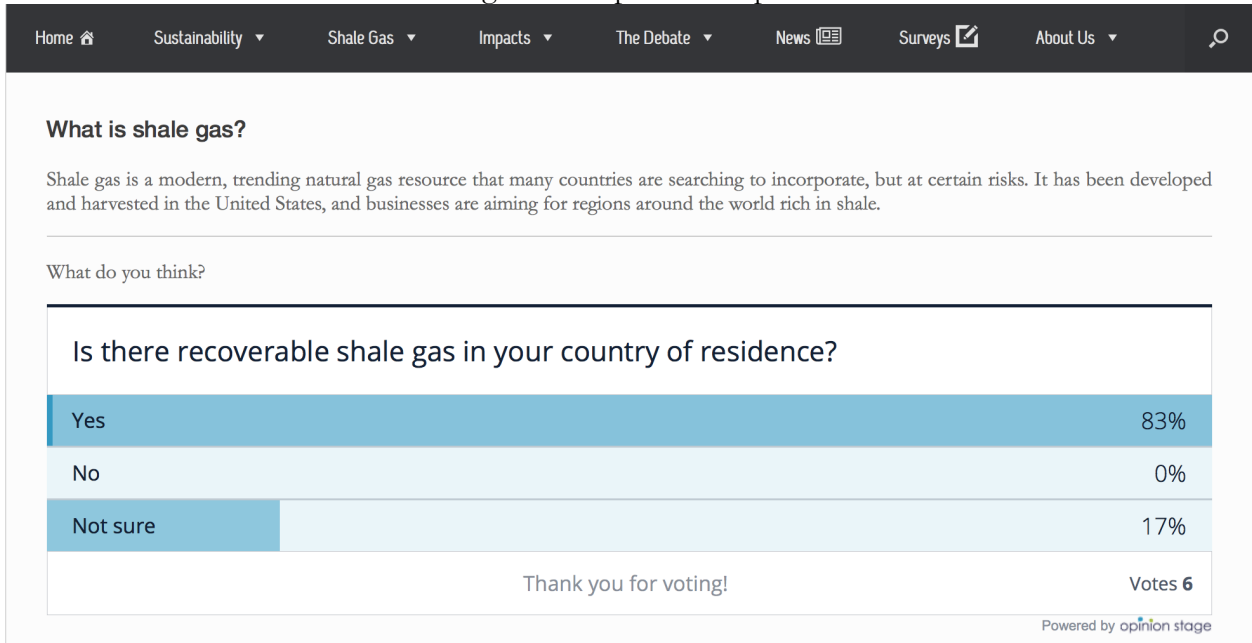 Home Sustainability Shale Gas Impacts The Debate News Surveys About Us
What is shale gas?
Shale gas is a modern, trending natural gas resource that many countries are searching to incorporate, but at certain risks. It has been developed
and harvested in the United States, and businesses are aiming for regions around the world rich in shale.
What do you think?
Is there recoverable shale gas in your country of residence?
Yes 83%
No 0%
Not sure 17%
Thank you for voting! Votes 6
Powered by opinion stage